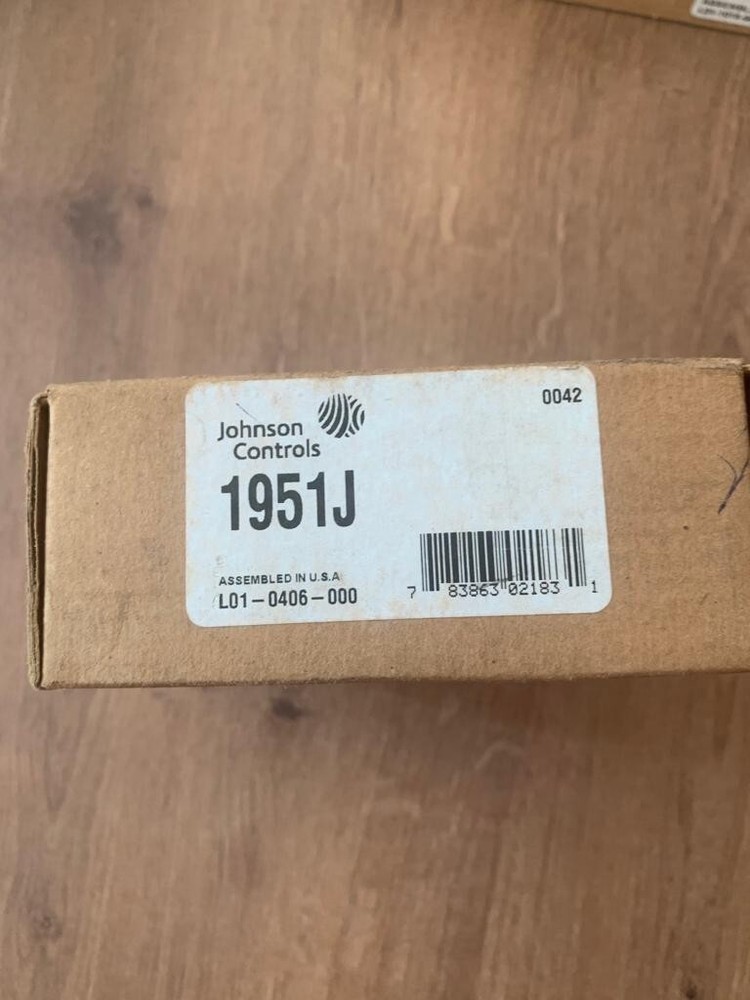 0042
Johnson
Controls
1951J
ASSEMBLED IN U.S.A
L01-0406-000
7 83863 02183 1